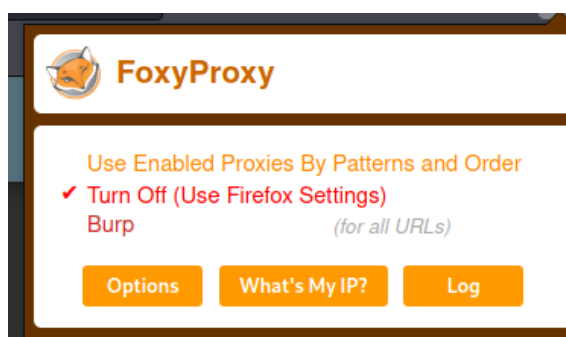 FoxyProxy
Use Enabled Proxies By Patterns and Order
✔ Turn Off (Use Firefox Settings)
Burp (for all URLs)
Options What's My IP? Log